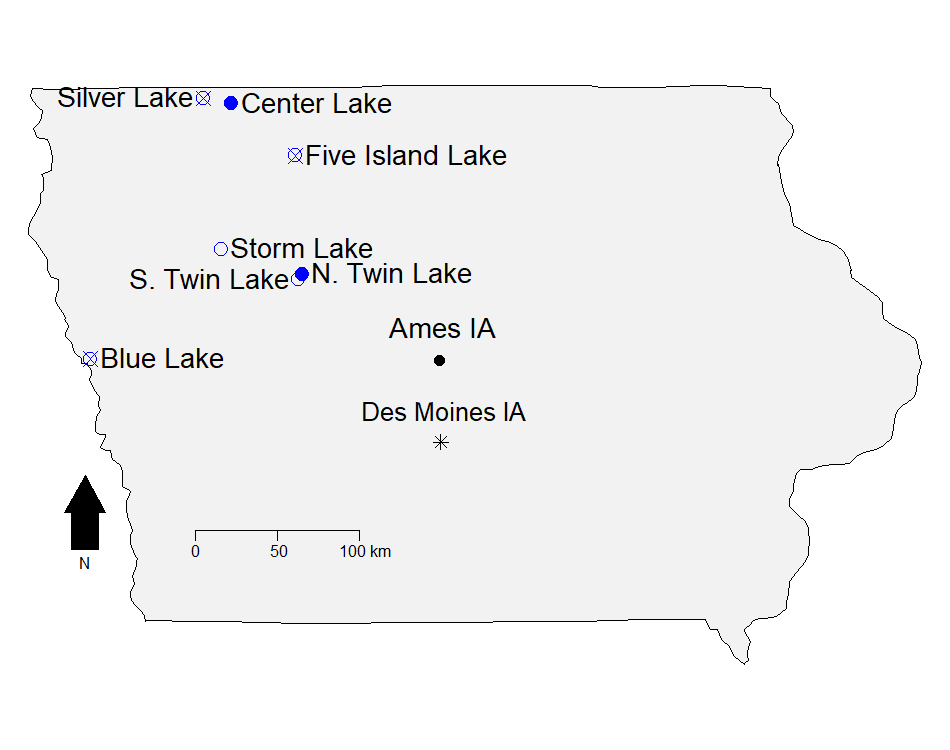 Silver Lake
Center Lake
Five Island Lake
Storm Lake
S. Twin Lake
N. Twin Lake
Ames IA
Blue Lake
Des Moines IA
0 50 100 km
N